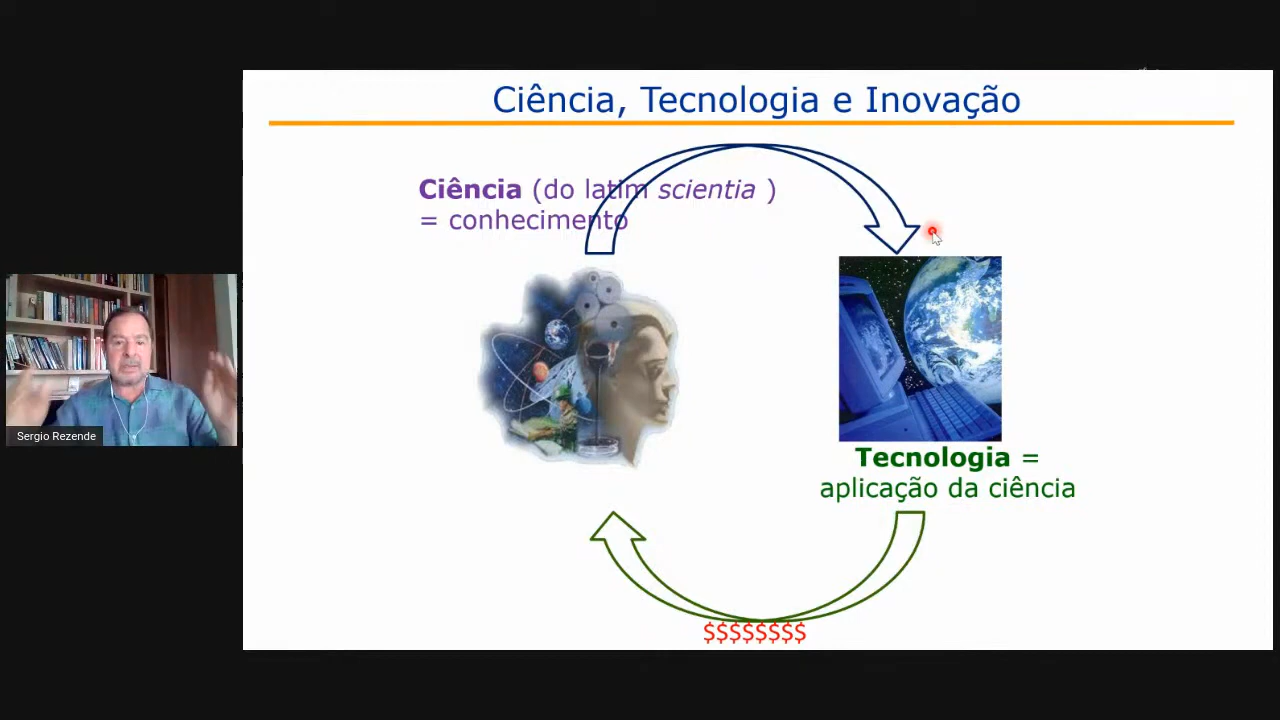 Ciência, Tecnologia e Inovação
Ciência (do latim scientia )
= conhecimento
Sergio Rezende
Tecnologia =
aplicação da ciência
$$$$$$$$